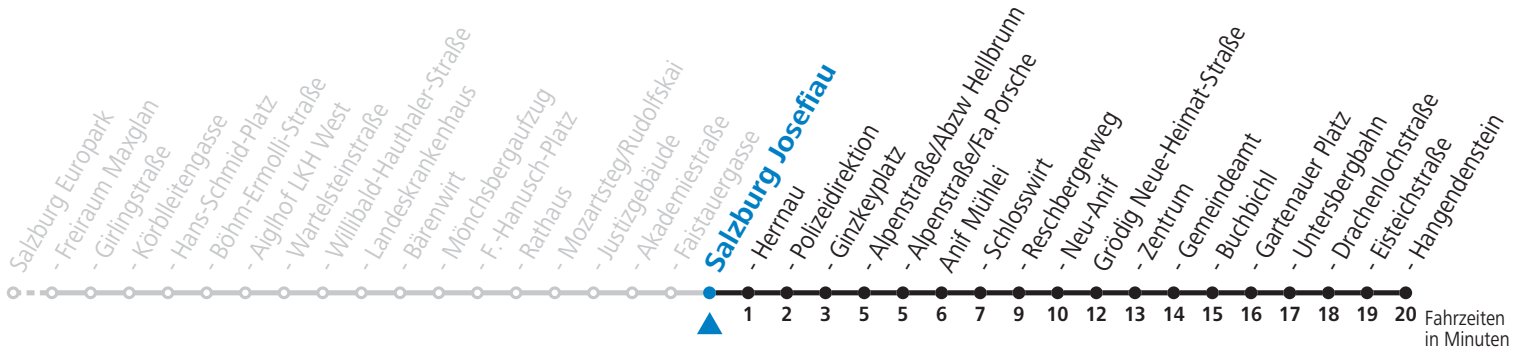 Salzburg Europark
- Freiraum Maxglan
- Girlingstraße
- Körblleitengasse
- Hans-Schmid-Platz
- Böhm-Ermolli-Straße
- Aiglhof LKH West
- Wartelsteinstraße
- Willibald-Hauthaler-Straße
- Landeskrankenhaus
- Bärenwirt
- Mönchsbergaufzug
- F.-Hanusch-Platz
- Rathaus
- Mozartsteg/Rudolfskai
- Justizgebäude
- Akademiestraße
- Faistauergasse
Salzburg Josefiau
- Herrnau
- Polizeidirektion
- Ginzkeyplatz
- Alpenstraße/Abzw Hellbrunn
- Alpenstraße/Fa.Porsche
Anif Mühlei
- Schlosswirt
- Reschbergerweg
- Neu-Anif
Grödig Neue-Heimat-Straße
- Zentrum
- Gemeindeamt
- Buchbichl
- Gartenauer Platz
- Untersbergbahn
- Drachenlochstraße
- Eisteichstraße
- Hangendenstein
1 2 3 5 5 6 7 9 10 12 13 14 15 16 17 18 19 20 Fahrzeiten
in Minuten